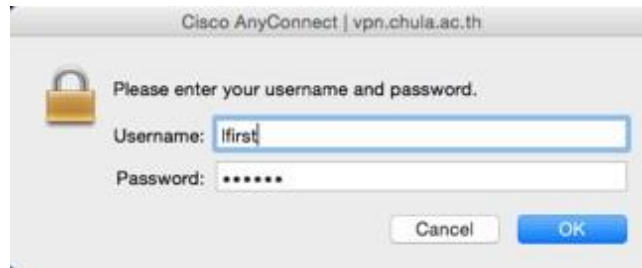 Cisco AnyConnect | vpn.chula.ac.th
Please enter your username and password.
Username: lfirst
Password: ••••••
Cancel OK